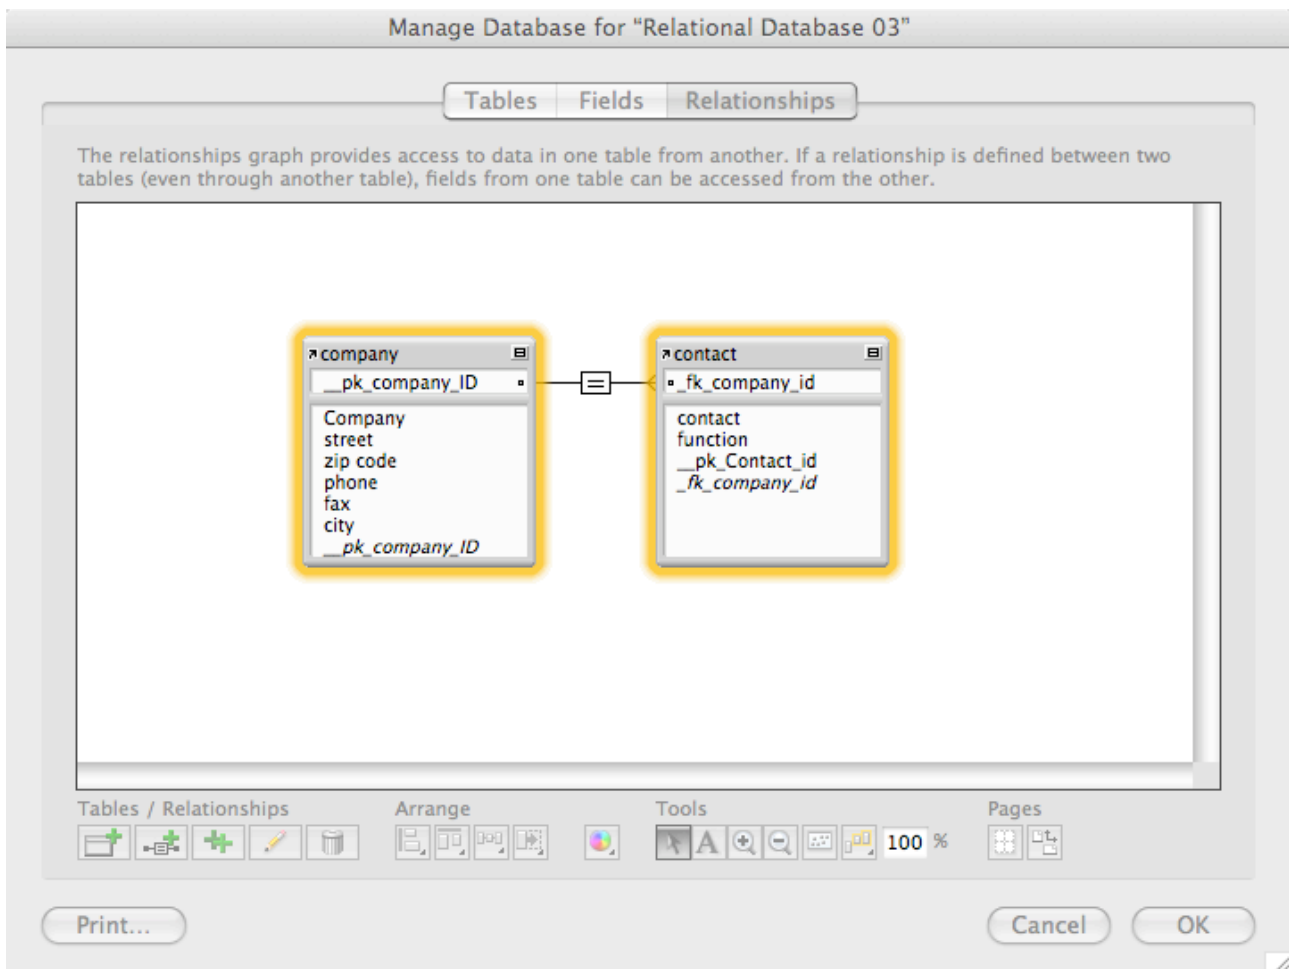 Manage Database for “Relational Database 03”
Tables Fields Relationships
The relationships graph provides access to data in one table from another. If a relationship is defined between two
tables (even through another table), fields from one table can be accessed from the other.
company
__pk_company_ID
Company
street
zip code
phone
fax
city
__pk_company_ID
=
contact
_fk_company_id
contact
function
__pk_Contact_id
_fk_company_id
Tables / Relationships Arrange Tools Pages
A 100 %
Print... Cancel OK